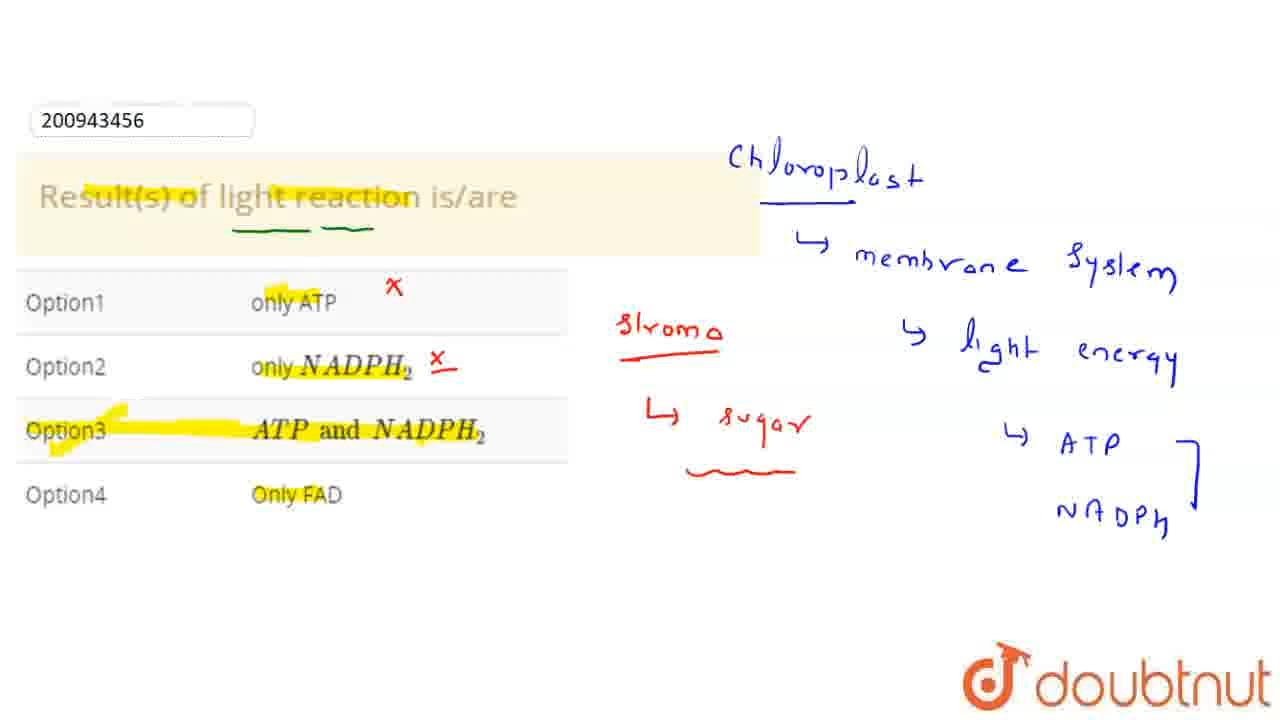 200943456
Result(s) of light reaction is/are
Option1 only ATP x
Option2 only NADPH₂ x
Option3 ATP and NADPH₂
Option4 Only FAD
Chloroplast
↳ membrane System
↳ light energy
↳ ATP
NADPH
Stroma
↳ sugar
doubtnut